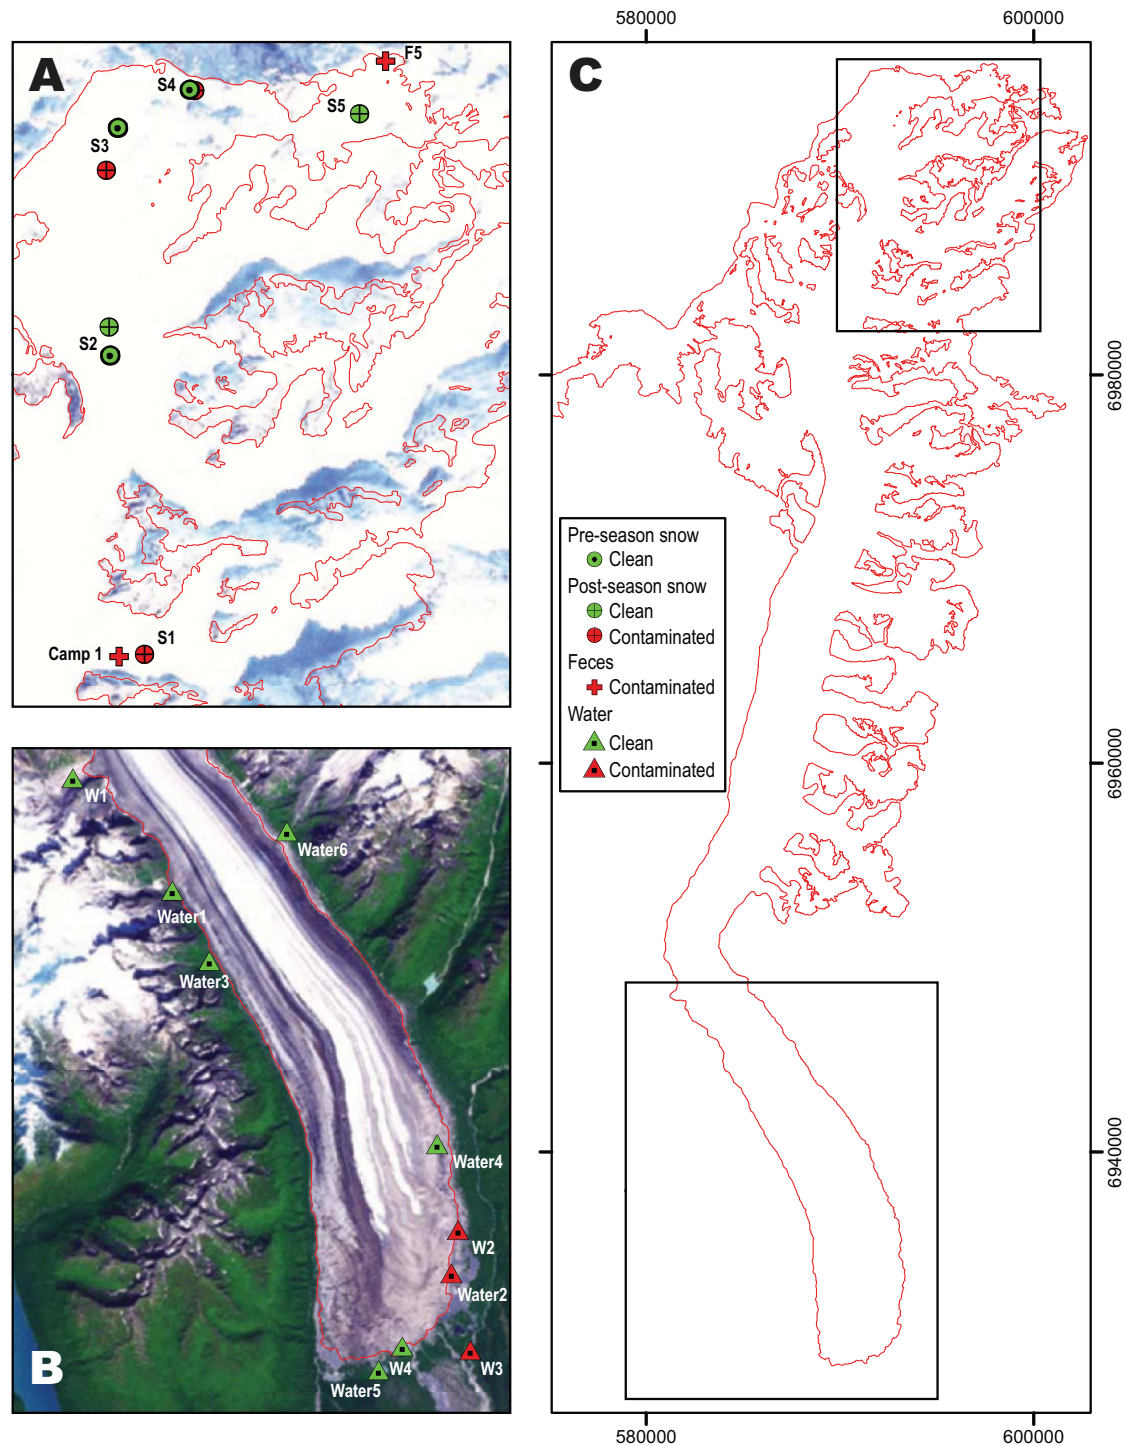 580000
600000
A
F5
S4
S5
S3
S2
S1
Camp 1
C
6980000
Pre-season snow
Clean
Post-season snow
Clean
Contaminated
Feces
Contaminated
Water
Clean
Contaminated
6960000
6940000
W1
Water6
Water1
Water3
Water4
W2
Water2
W4
W3
Water5
B
580000
600000